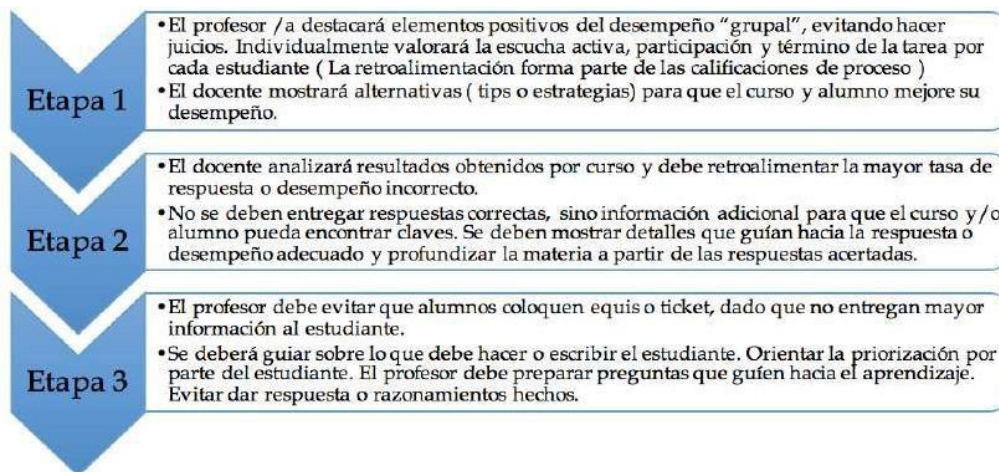 Etapa 1
•El profesor /a destacará elementos positivos del desempeño “grupal”, evitando hacer
juicios. Individualmente valorará la escucha activa, participación y término de la tarea por
cada estudiante ( La retroalimentación forma parte de las calificaciones de proceso )
•El docente mostrará alternativas ( tips o estrategias) para que el curso y alumno mejore su
desempeño.
Etapa 2
•El docente analizará resultados obtenidos por curso y debe retroalimentar la mayor tasa de
respuesta o desempeño incorrecto.
•No se deben entregar respuestas correctas, sino información adicional para que el curso y/o
alumno pueda encontrar claves. Se deben mostrar detalles que guían hacia la respuesta o
desempeño adecuado y profundizar la materia a partir de las respuestas acertadas.
Etapa 3
•El profesor debe evitar que alumnos coloquen equis o ticket, dado que no entregan mayor
información al estudiante.
•Se deberá guiar sobre lo que debe hacer o escribir el estudiante. Orientar la priorización por
parte del estudiante. El profesor debe preparar preguntas que guíen hacia el aprendizaje.
Evitar dar respuesta o razonamientos hechos.